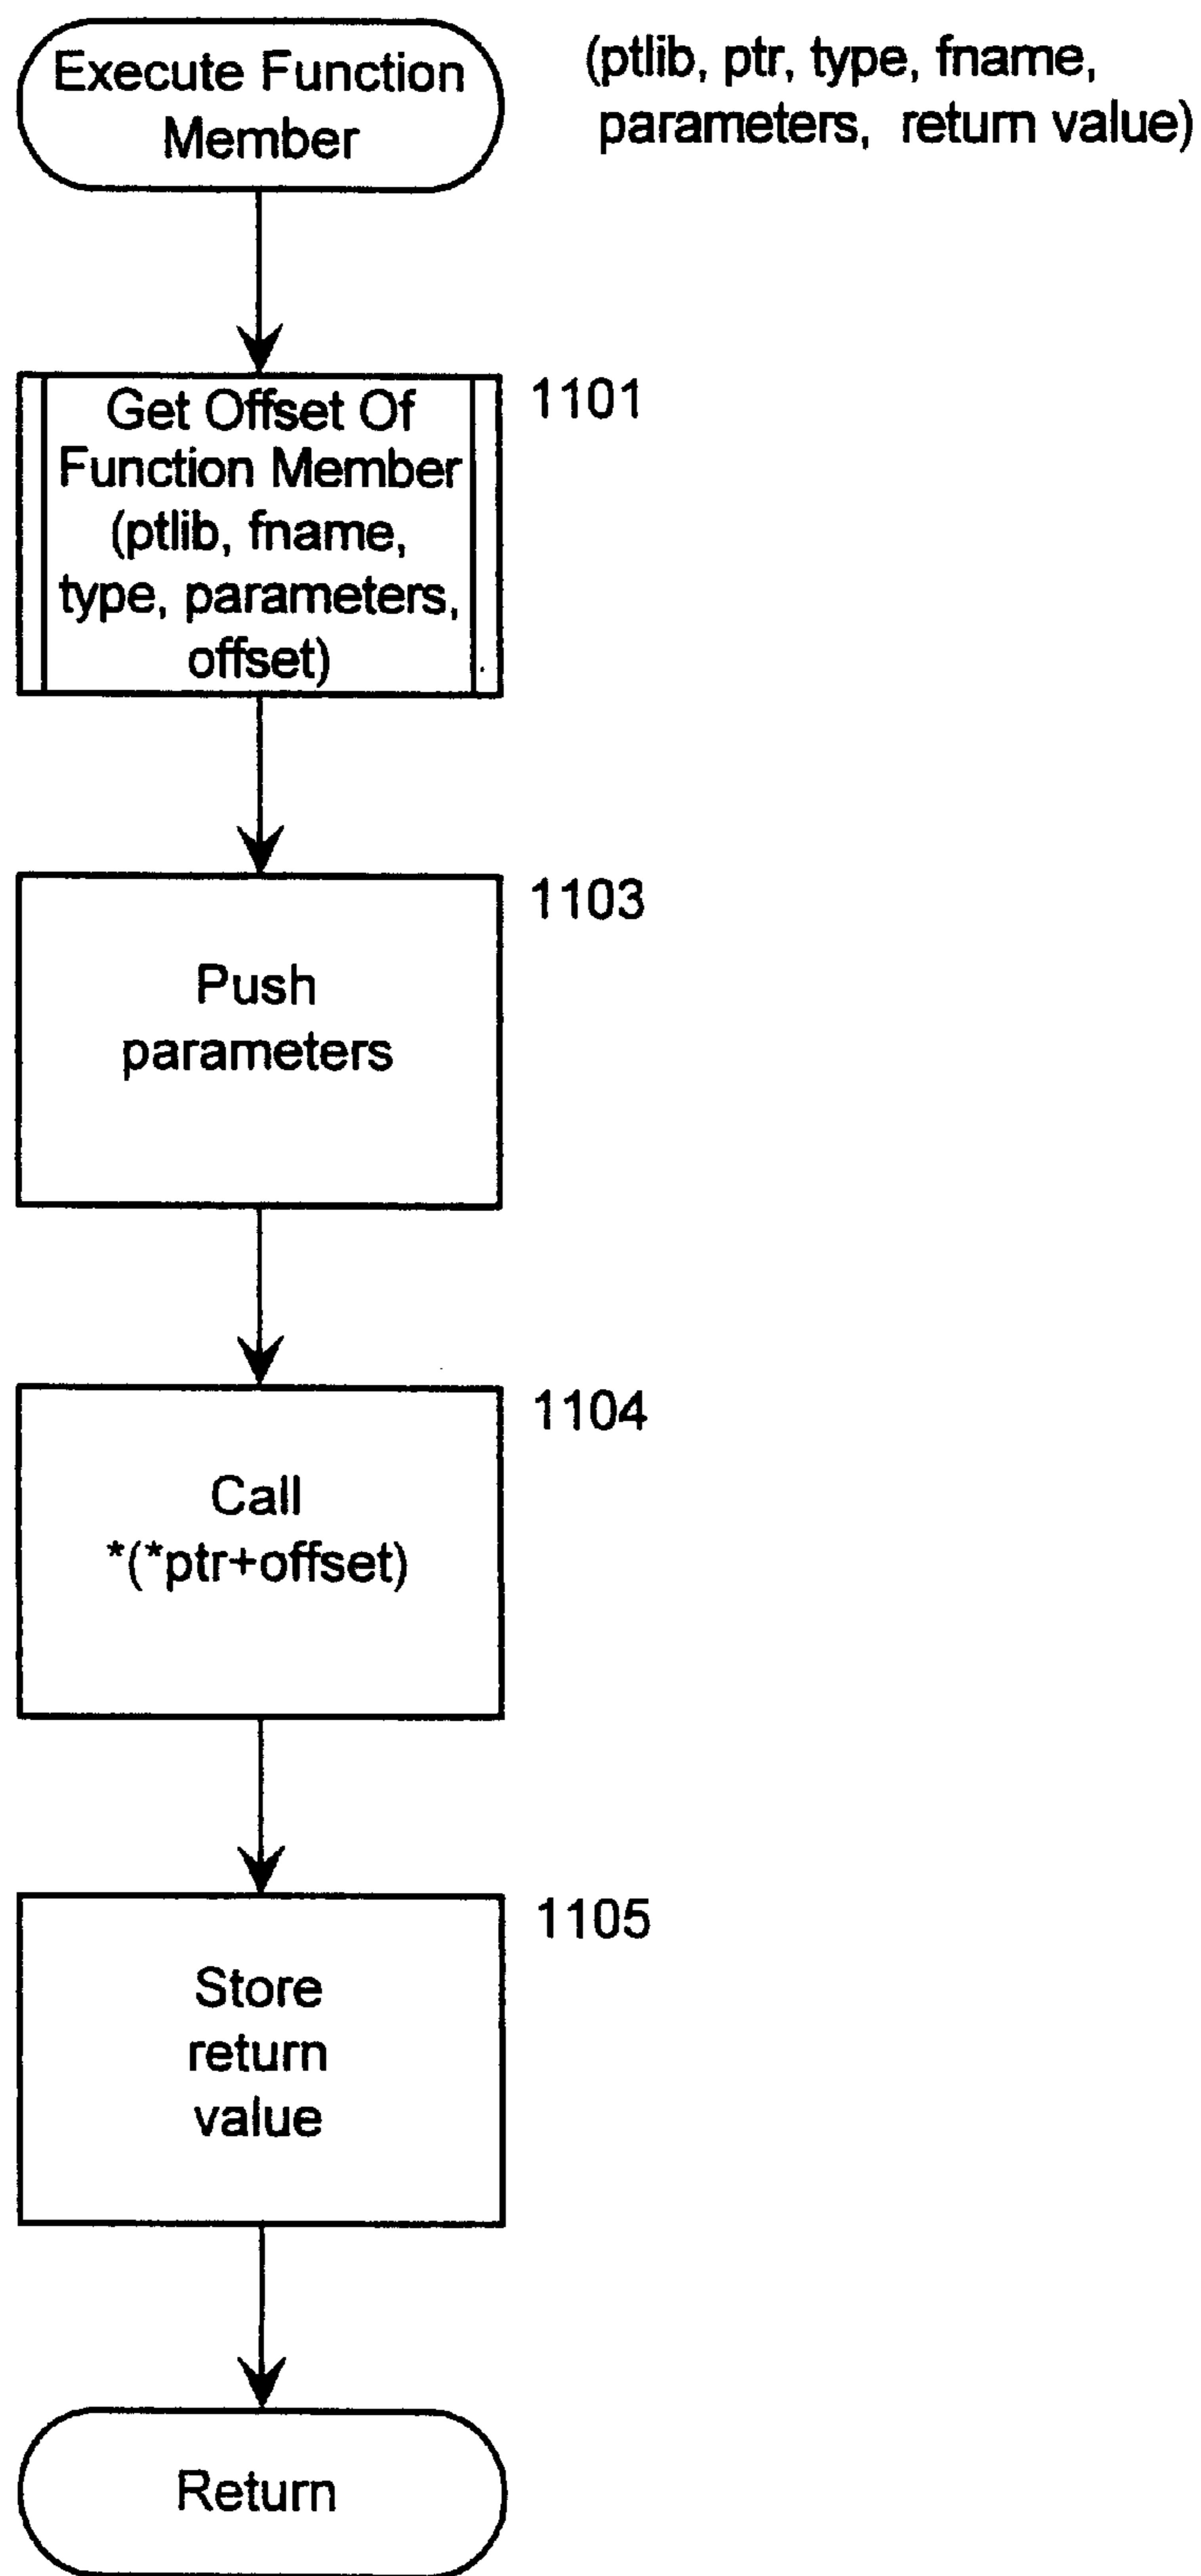 Execute Function
Member
(ptlib, ptr, type, fname,
parameters, return value)
Get Offset Of
Function Member
(ptlib, fname,
type, parameters,
offset)
1101
Push
parameters
1103
Call
*(*ptr+offset)
1104
Store
return
value
1105
Return